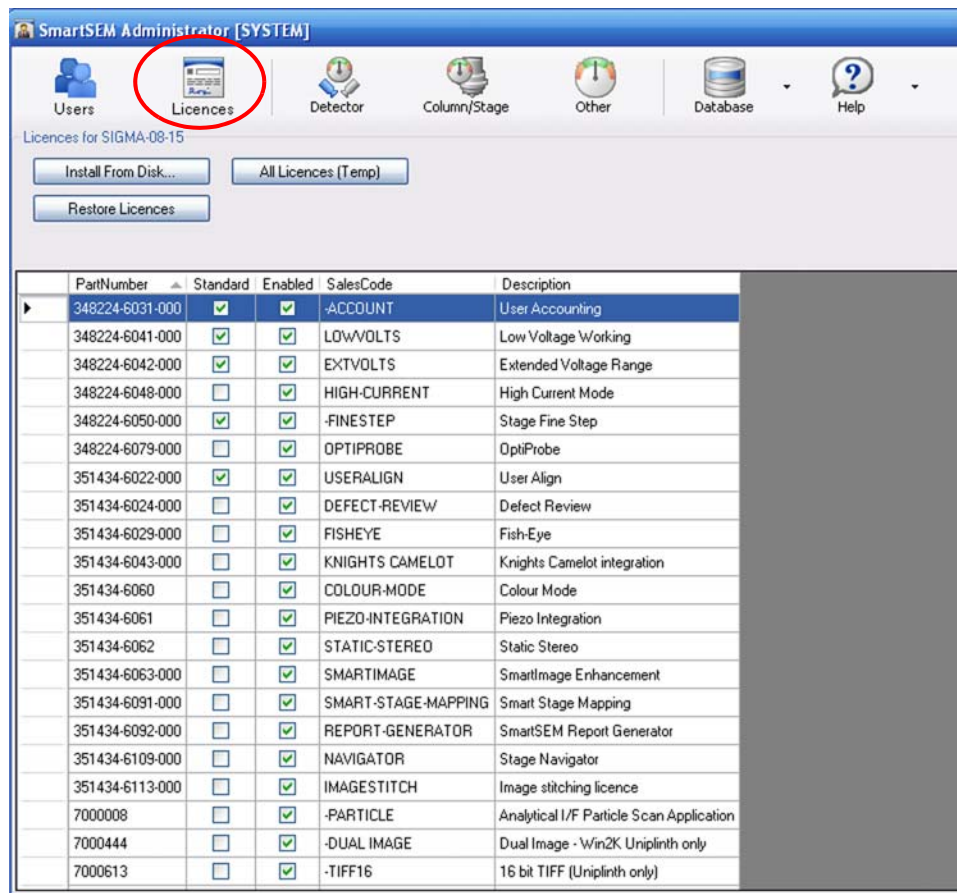 SmartSEM Administrator [SYSTEM]
Users Licences Detector Column/Stage Other Database Help
Licences for SIGMA-08-15
Install From Disk... All Licences (Temp)
Restore Licences
PartNumber Standard Enabled SalesCode Description
348224-6031-000 -ACCOUNT User Accounting
348224-6041-000 LOWVOLTS Low Voltage Working
348224-6042-000 EXTVOLTS Extended Voltage Range
348224-6048-000 HIGH-CURRENT High Current Mode
348224-6050-000 -FINESTEP Stage Fine Step
348224-6079-000 OPTIPROBE OptiProbe
351434-6022-000 USERALIGN User Align
351434-6024-000 DEFECT-REVIEW Defect Review
351434-6029-000 FISHEYE Fish-Eye
351434-6043-000 KNIGHTS CAMELOT Knights Camelot integration
351434-6060 COLOUR-MODE Colour Mode
351434-6061 PIEZO-INTEGRATION Piezo Integration
351434-6062 STATIC-STEREO Static Stereo
351434-6063-000 SMARTIMAGE SmartImage Enhancement
351434-6091-000 SMART-STAGE-MAPPING Smart Stage Mapping
351434-6092-000 REPORT-GENERATOR SmartSEM Report Generator
351434-6109-000 NAVIGATOR Stage Navigator
351434-6113-000 IMAGESTITCH Image stitching licence
7000008 -PARTICLE Analytical I/F Particle Scan Application
7000444 -DUAL IMAGE Dual Image - Win2K Uniplinth only
7000613 -TIFF16 16 bit TIFF (Uniplinth only)